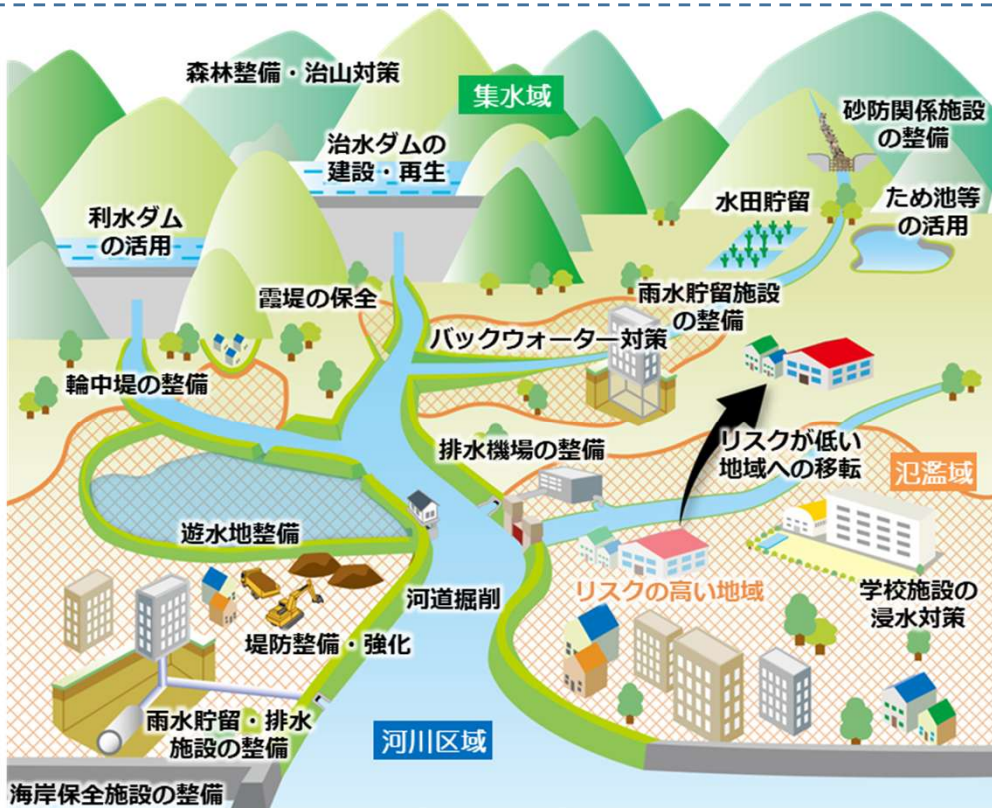 森林整備・治山対策
集水域
砂防関係施設
の整備
治水ダムの
建設・再生
水田貯留
ため池等
の活用
利水ダム
の活用
霞堤の保全
雨水貯留施設
の整備
バックウォーター対策
輪中堤の整備
排水機場の整備
リスクが低い
地域への移転
氾濫域
遊水地整備
河道掘削
リスクの高い地域
学校施設の
浸水対策
堤防整備・強化
雨水貯留・排水
施設の整備
河川区域
海岸保全施設の整備